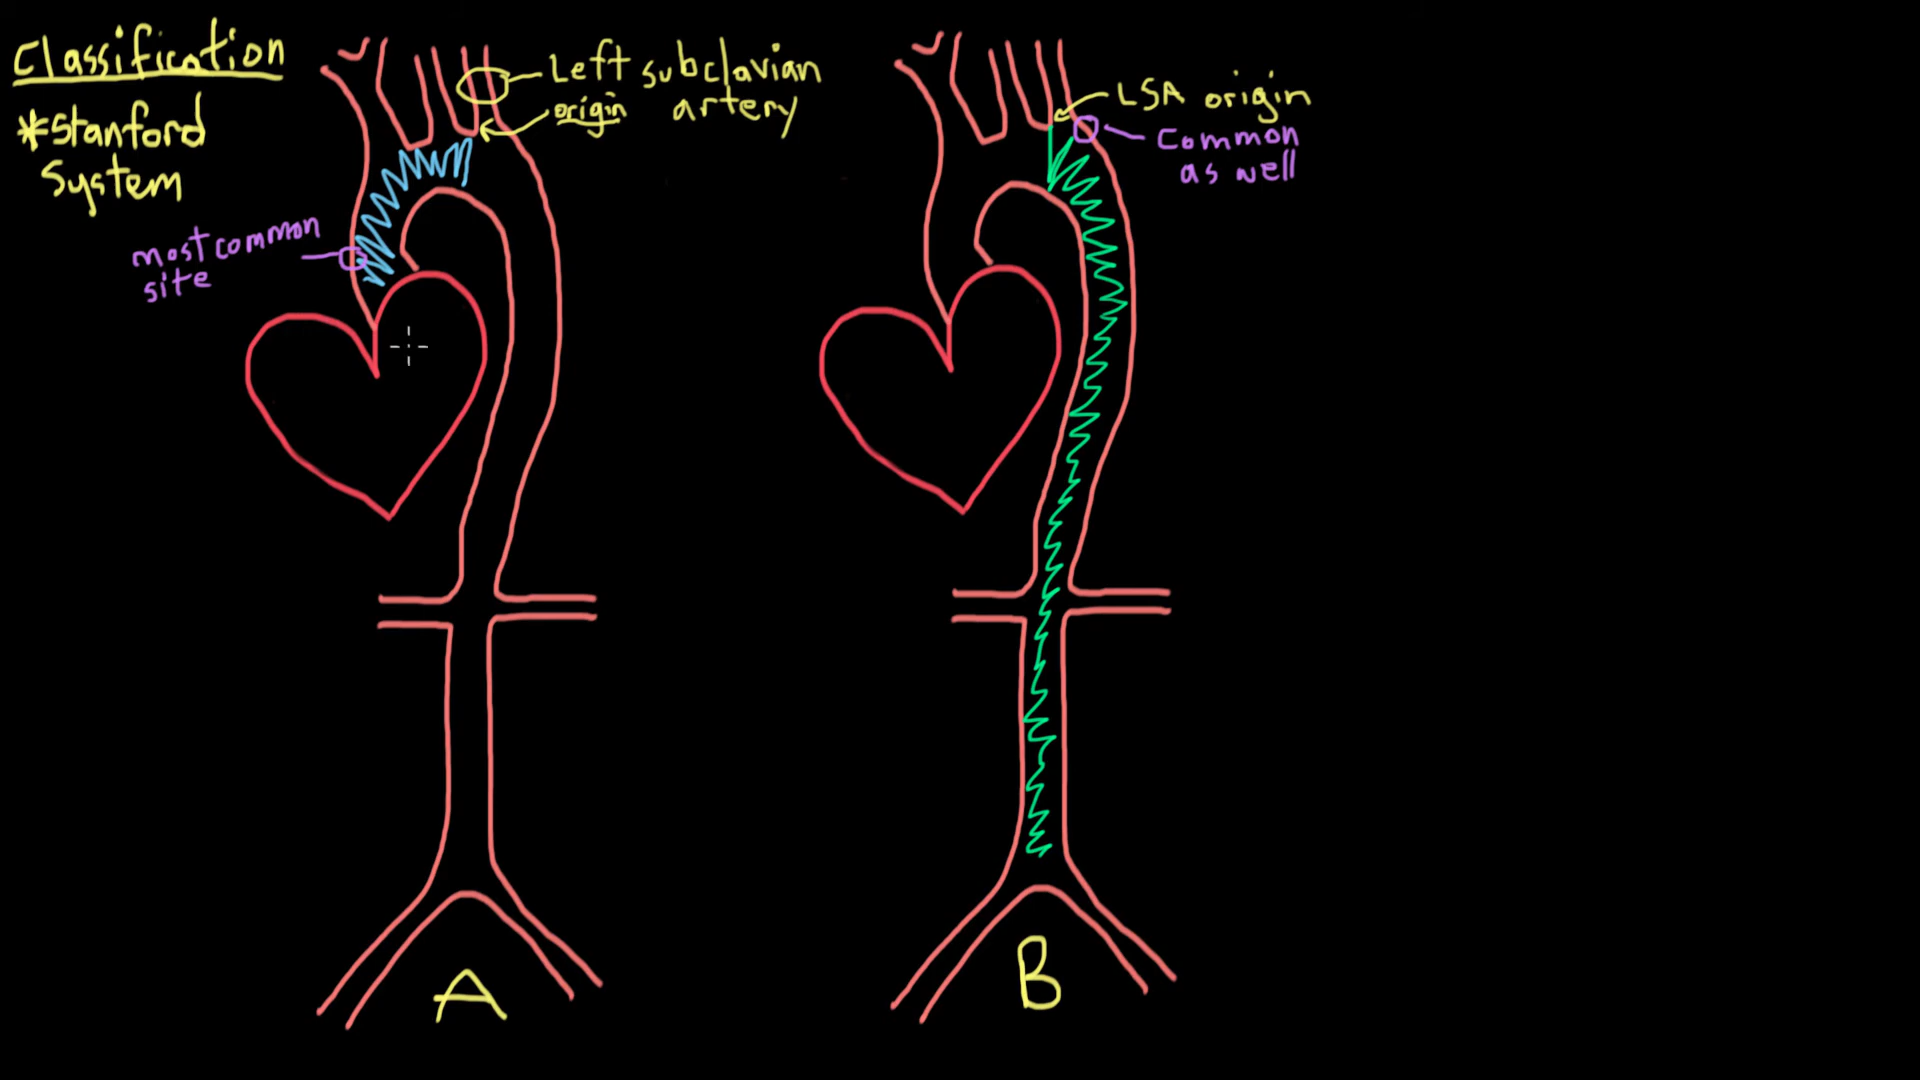 Classification
*Stanford
System
Left subclavian
origin artery
most common
site
A
LSA origin
Common
as well
B